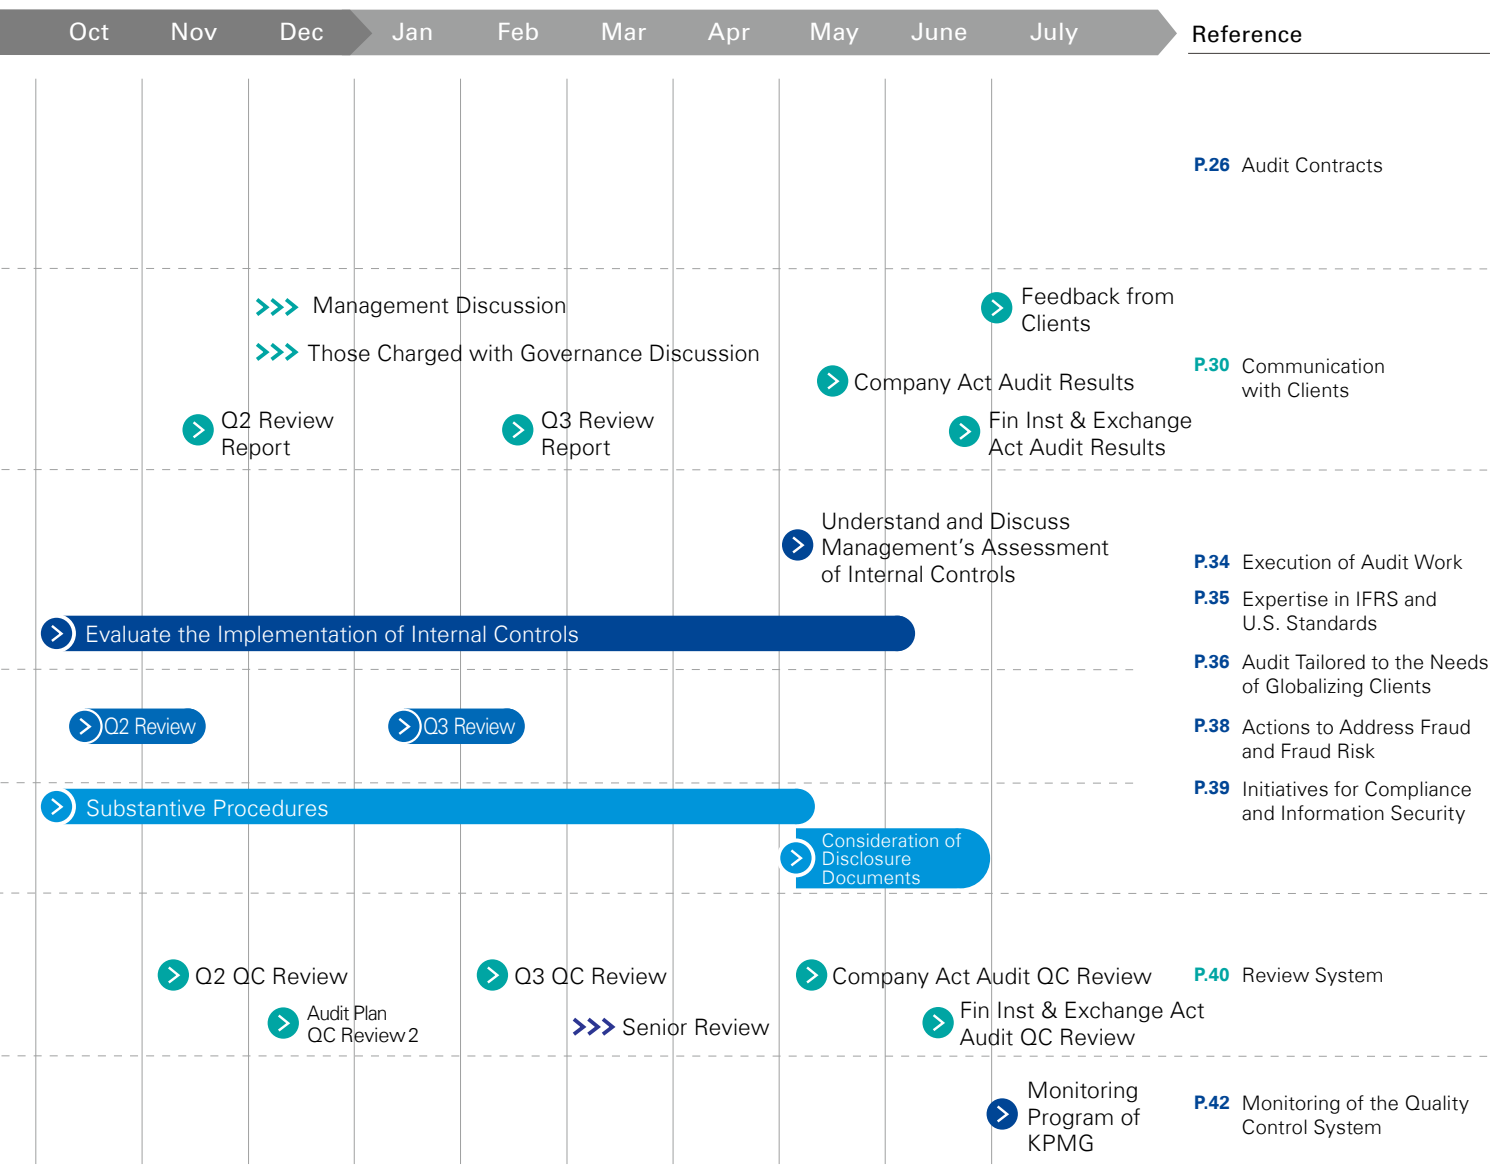 Oct Nov Dec Jan Feb Mar Apr May June July Reference
P.26 Audit Contracts
Management Discussion
Those Charged with Governance Discussion
Feedback from
Clients
Company Act Audit Results
Q2 Review
Report
Q3 Review
Report
Fin Inst & Exchange
Act Audit Results
P.30 Communication
with Clients
Understand and Discuss
Management’s Assessment
of Internal Controls
Evaluate the Implementation of Internal Controls
Q2 Review
Q3 Review
Substantive Procedures
Consideration of
Disclosure
Documents
P.34 Execution of Audit Work
P.35 Expertise in IFRS and
U.S. Standards
P.36 Audit Tailored to the Needs
of Globalizing Clients
P.38 Actions to Address Fraud
and Fraud Risk
P.39 Initiatives for Compliance
and Information Security
Q2 QC Review
Q3 QC Review
Company Act Audit QC Review
Audit Plan
QC Review 2
Senior Review
Fin Inst & Exchange Act
Audit QC Review
P.40 Review System
Monitoring
Program of
KPMG
P.42 Monitoring of the Quality
Control System